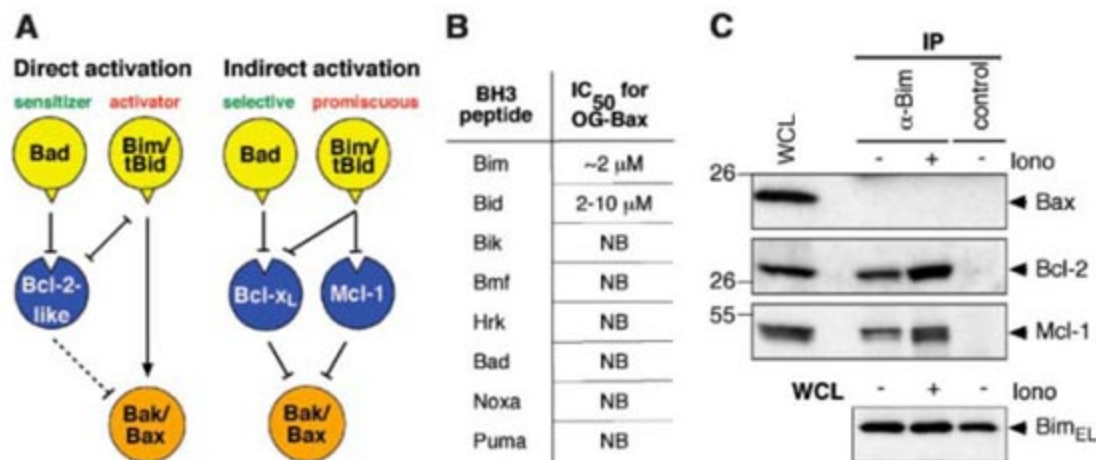 A
Direct activation
Indirect activation
sensitizer
activator
selective
promiscuous
Bad
Bim/
tBid
Bad
Bim/
tBid
Bcl-2-
like
Bcl-xL
Mcl-1
Bak/
Bax
Bak/
Bax
B
BH3
peptide
IC50 for
OG-Bax
Bim
~2 µM
Bid
2-10 µM
Bik
NB
Bmf
NB
Hrk
NB
Bad
NB
Noxa
NB
Puma
NB
C
IP
WCL
α-Bim
control
- + - Iono
26
Bax
Bcl-2
26
55
Mcl-1
WCL - + - Iono
BimEL